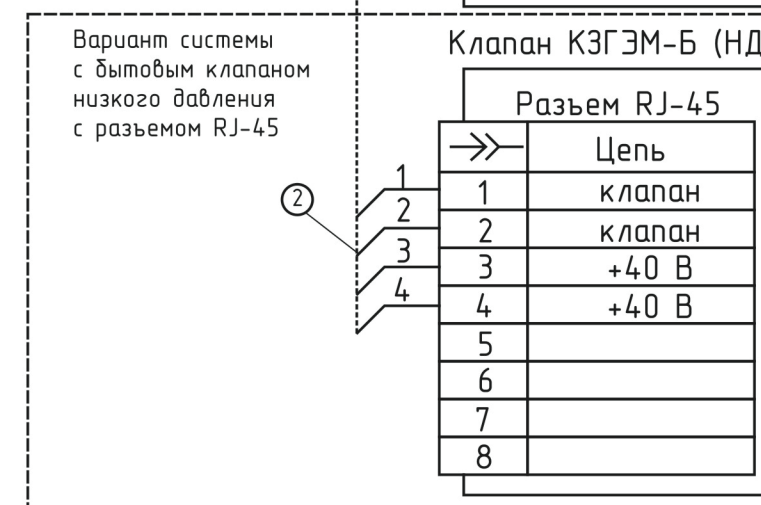 Вариант системы
с бытовым клапаном
низкого давления
с разъемом RJ-45
Клапан КЗГЭМ-Б (НД
Разъем RJ-45
Цепь
1 1 клапан
2 2 клапан
3 3 +40 В
4 4 +40 В
5
6
7
8
2